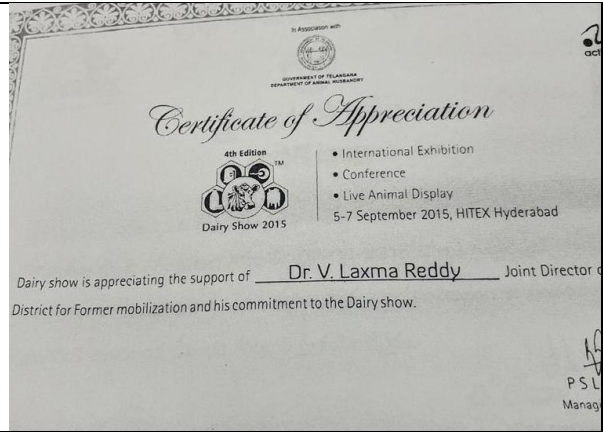 In Association with
GOVERNMENT OF TELANGANA
DEPARTMENT OF ANIMAL HUSBANDRY
Certificate of Appreciation
4th Edition
TM
Dairy Show 2015
• International Exhibition
• Conference
• Live Animal Display
5-7 September 2015, HITEX Hyderabad
Dairy show is appreciating the support of Dr. V. Laxma Reddy Joint Director
District for Former mobilization and his commitment to the Dairy show.
P S L
Manag